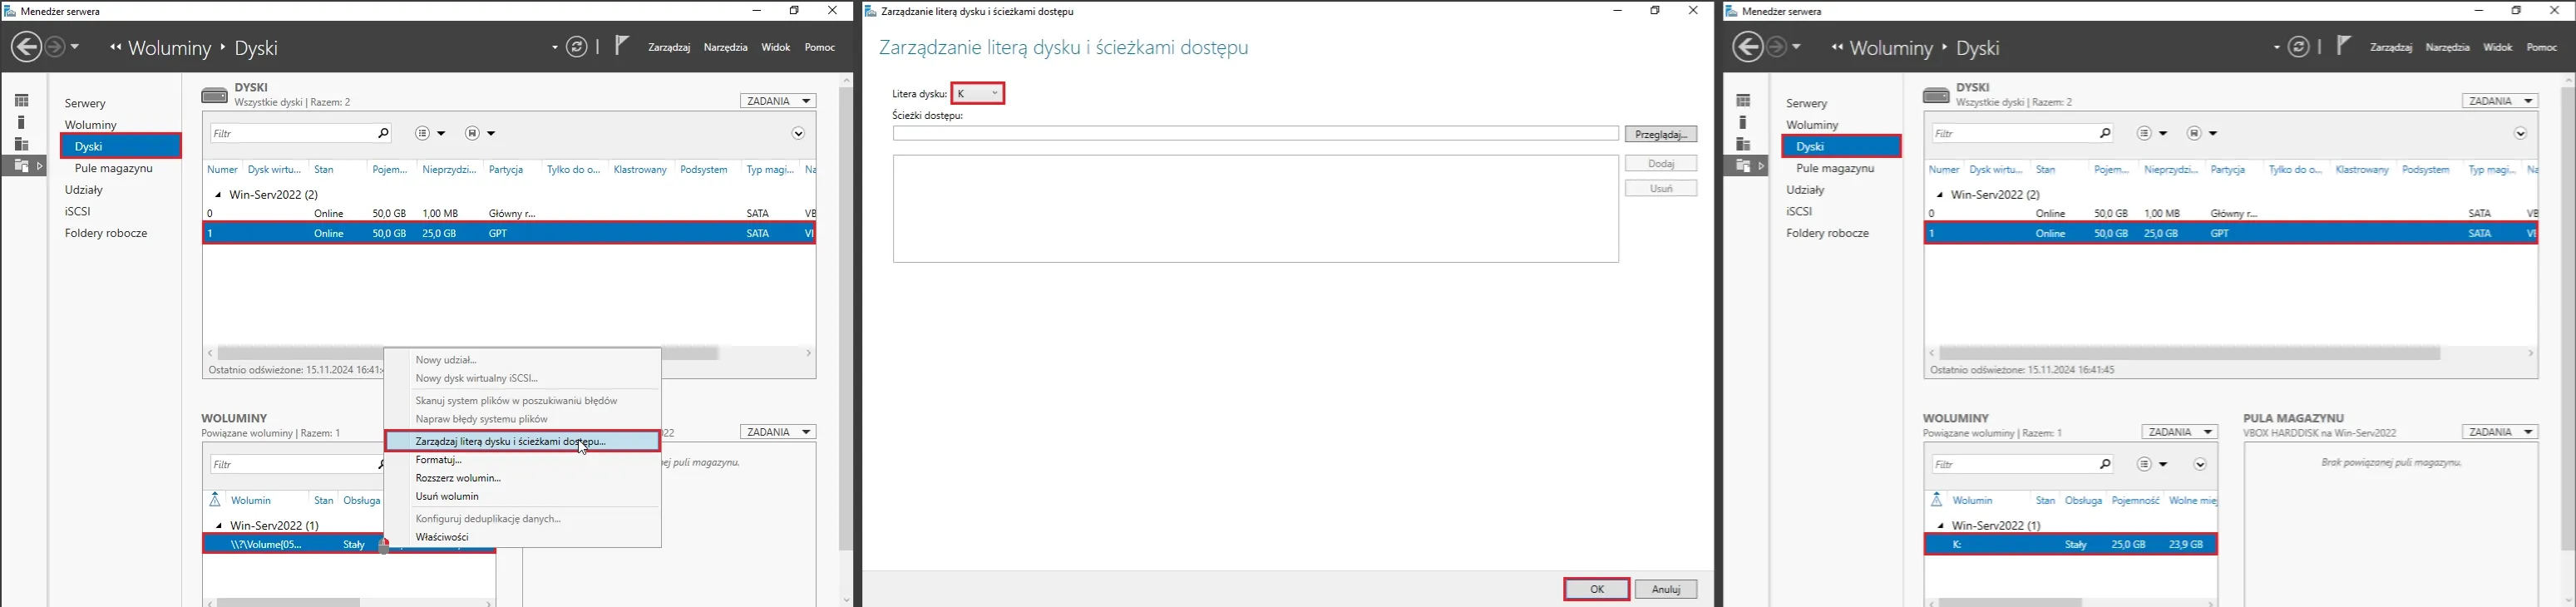 Menedżer serwera
Woluminy Dyski
Zarządzaj Narzędzia Widok Pomoc
Serwery
Woluminy
Dyski
Pule magazynu
Udziały
iSCSI
Foldery robocze
DYSKI
Wszystkie dyski | Razem: 2
ZADANIA
Filtr
Numer Dysk wirtu... Stan Pojem... Nieprzydzi... Partycja Tylko do o... Klastrowany Podsystem Typ magi... Na
Win-Serv2022 (2)
0 Online 50,0 GB 1,00 MB Główny r... SATA VB
1 Online 50,0 GB 25,0 GB GPT SATA
Ostatnio odświeżone: 15.11.2024 16:41:
WOLUMINY
Powiązane woluminy | Razem: 1
Filtr
Wolumin Stan Obsługa
Win-Serv2022 (1)
\\?\Volume{05... Stały
Nowy udział...
Nowy dysk wirtualny iSCSI...
Skanuj system plików w poszukiwaniu błędów
Napraw błędy systemu plików
Zarządzaj literą dysku i ścieżkami dostępu...
Formatuj...
Rozszerz wolumin...
Usuń wolumin
Konfiguruj deduplikację danych...
Właściwości
22
ZADANIA
ej puli magazynu.
Zarządzanie literą dysku i ścieżkami dostępu
Zarządzanie literą dysku i ścieżkami dostępu
Litera dysku: K
Ścieżki dostępu:
Przeglądaj...
Dodaj
Usuń
OK Anuluj
Menedżer serwera
Woluminy Dyski
Zarządzaj Narzędzia Widok Pomoc
Serwery
Woluminy
Dyski
Pule magazynu
Udziały
iSCSI
Foldery robocze
DYSKI
Wszystkie dyski | Razem: 2
ZADANIA
Filtr
Numer Dysk wirtu... Stan Pojem... Nieprzydzi... Partycja Tylko do o... Klastrowany Podsystem Typ magi... Na
Win-Serv2022 (2)
0 Online 50,0 GB 1,00 MB Główny r... SATA VB
1 Online 50,0 GB 25,0 GB GPT SATA
Ostatnio odświeżone: 15.11.2024 16:41:45
WOLUMINY
Powiązane woluminy | Razem: 1
ZADANIA
Filtr
Wolumin Stan Obsługa Pojemność Wolne miej
Win-Serv2022 (1)
K: Stały 25,0 GB 23,9 GB
PULA MAGAZYNU
VBOX HARDDISK na Win-Serv2022
ZADANIA
Brak powiązanej puli magazynu.